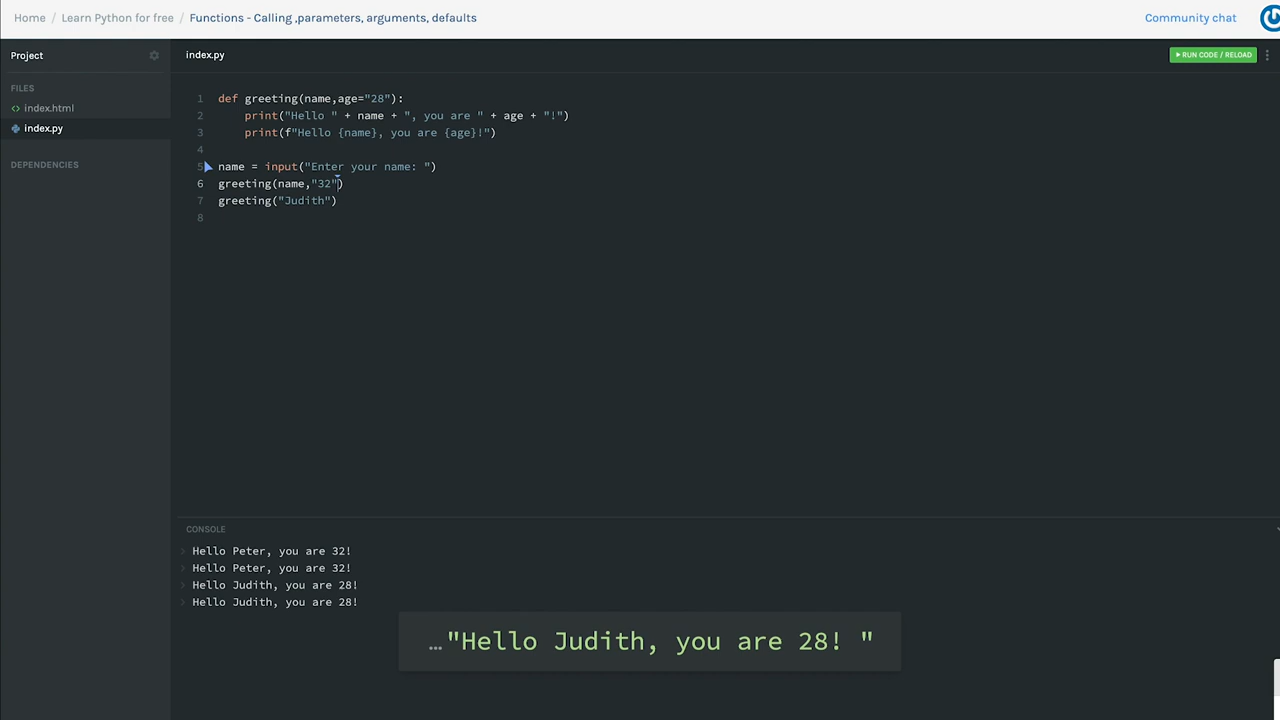 Home / Learn Python for free / Functions - Calling ,parameters, arguments, defaults
Community chat
Project
index.py
RUN CODE / RELOAD
FILES
index.html
index.py
DEPENDENCIES
1 def greeting(name,age="28"):
2 print("Hello " + name + ", you are " + age + "!")
3 print(f"Hello {name}, you are {age}!")
4
5 name = input("Enter your name: ")
6 greeting(name,"32")
7 greeting("Judith")
8
CONSOLE
Hello Peter, you are 32!
Hello Peter, you are 32!
Hello Judith, you are 28!
Hello Judith, you are 28!
…"Hello Judith, you are 28! "